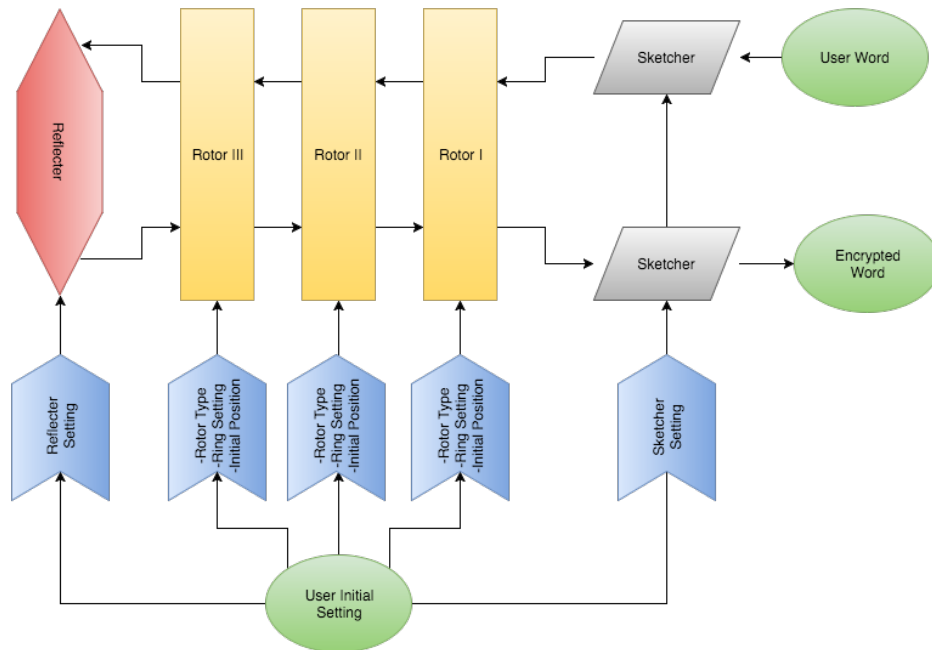 Sketcher
User Word
Reflecter
Rotor III
Rotor II
Rotor I
Sketcher
Encrypted
Word
Reflecter
Setting
-Rotor Type
-Ring Setting
-Initial Position
-Rotor Type
-Ring Setting
-Initial Position
-Rotor Type
-Ring Setting
-Initial Position
Sketcher
Setting
User Initial
Setting